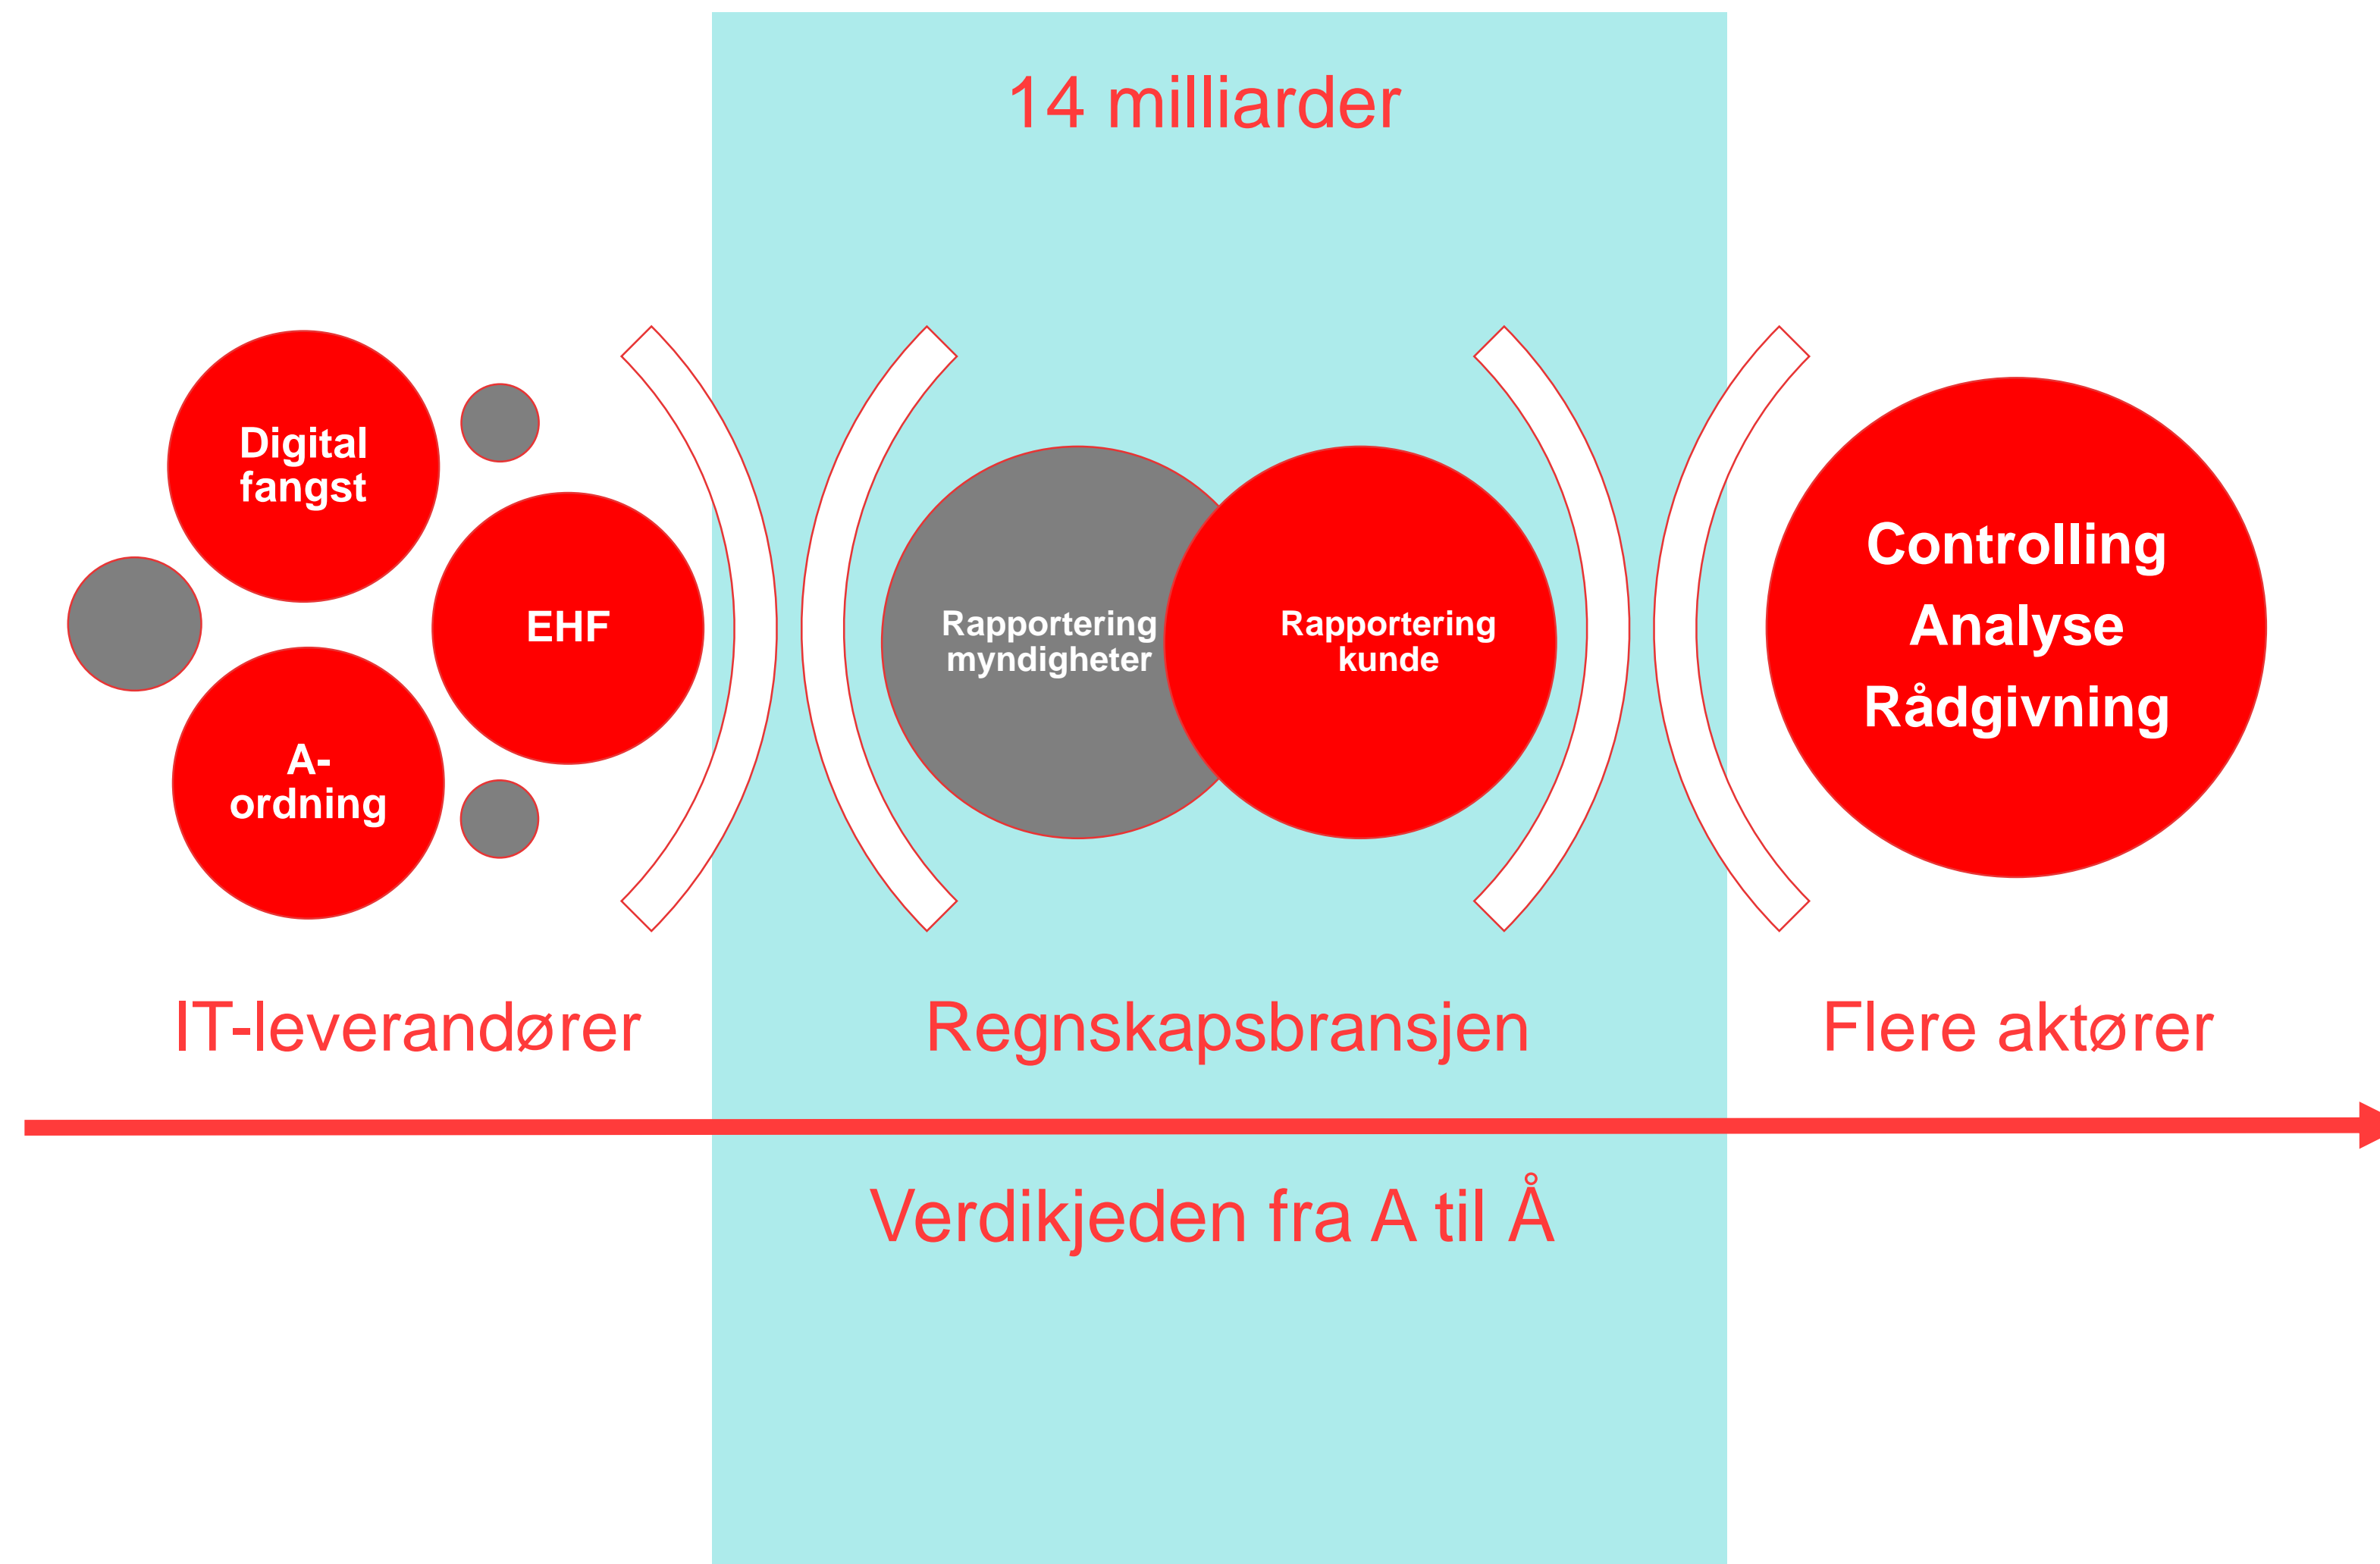 14 milliarder
Digital
fangst
EHF
A-
ordning
Rapportering
myndigheter
Rapportering
kunde
Controlling
Analyse
Rådgivning
IT-leverandører
Regnskapsbransjen
Flere aktører
Verdikjeden fra A til Å